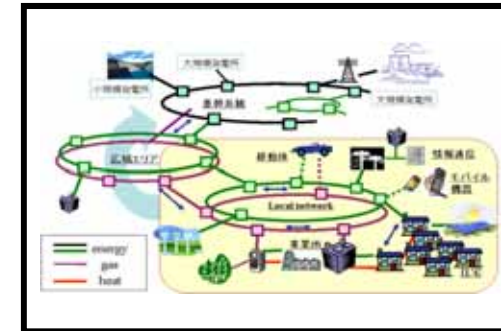 大規模発電所
小規模発電所
基幹系統
大規模発電所
広域エリア
移動体
情報通信
モバイル
機器
Local network
事業所
住宅
energy
gas
heat